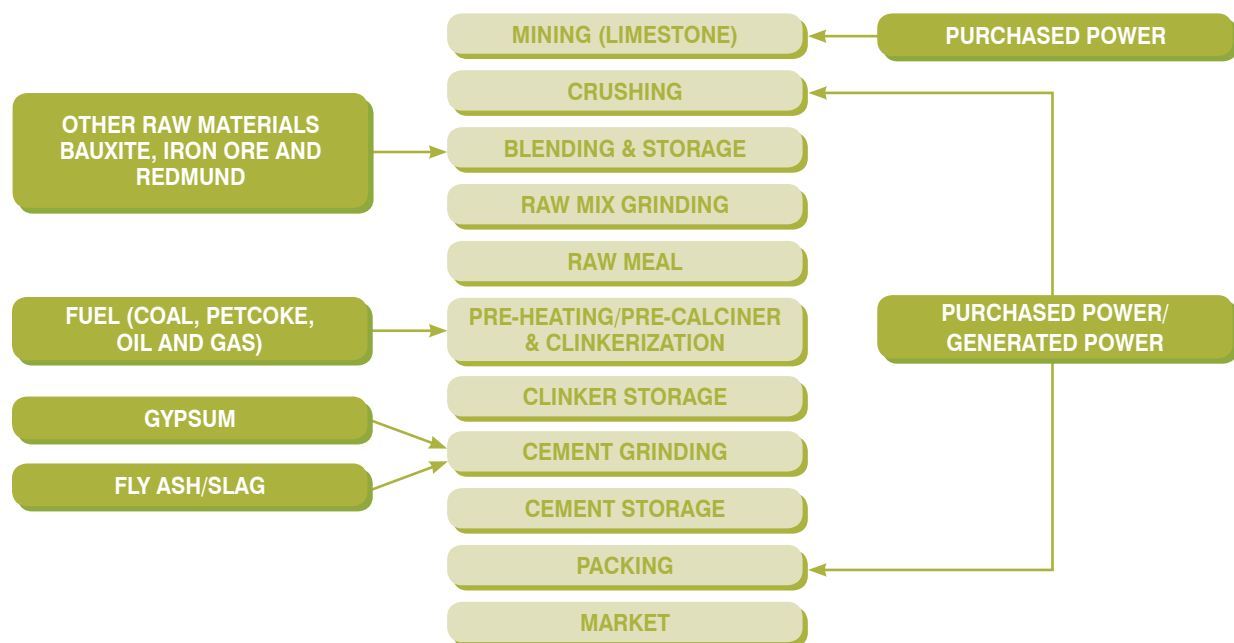 MINING (LIMESTONE)
PURCHASED POWER
CRUSHING
OTHER RAW MATERIALS
BAUXITE, IRON ORE AND
REDMUND
BLENDING & STORAGE
RAW MIX GRINDING
RAW MEAL
FUEL (COAL, PETCOKE,
OIL AND GAS)
PRE-HEATING/PRE-CALCINER
& CLINKERIZATION
PURCHASED POWER/
GENERATED POWER
CLINKER STORAGE
GYPSUM
CEMENT GRINDING
FLY ASH/SLAG
CEMENT STORAGE
PACKING
MARKET